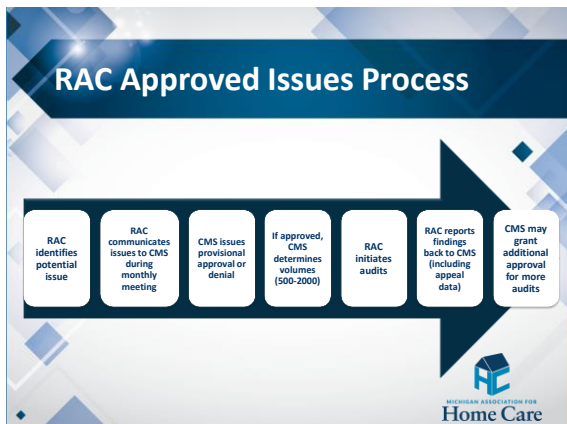 RAC Approved Issues Process
RAC
identifies
potential
issue
RAC
communicates
issues to CMS
during
monthly
meeting
CMS issues
provisional
approval or
denial
If approved,
CMS
determines
volumes
(500-2000)
RAC
initiates
audits
RAC reports
findings
back to CMS
(including
appeal
data)
CMS may
grant
additional
approval
for more
audits
MICHIGAN ASSOCIATION FOR
Home Care